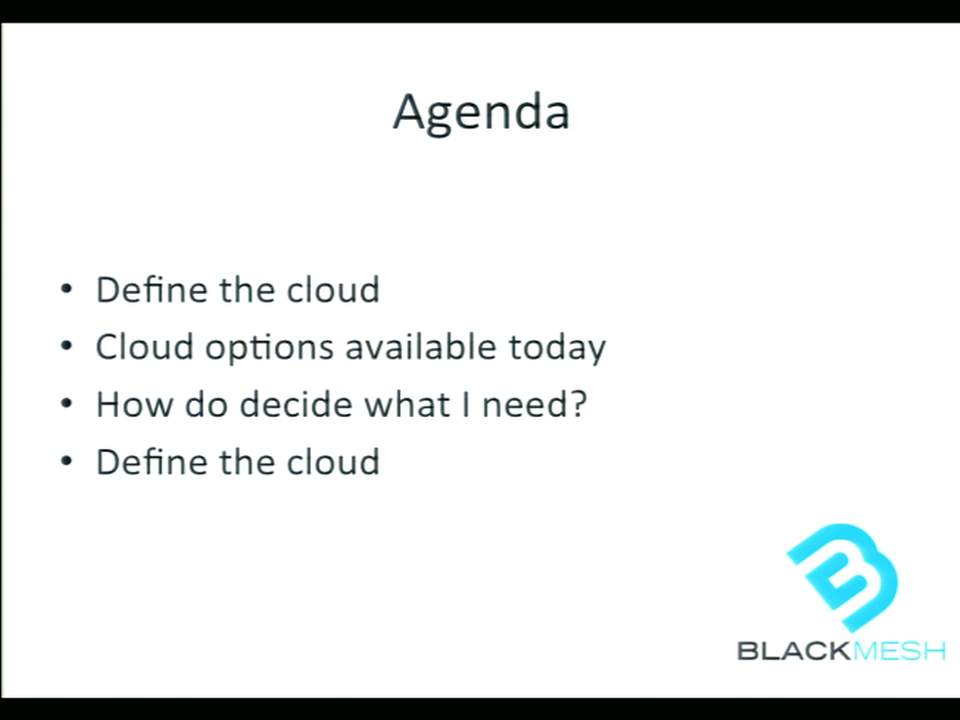 Agenda
• Define the cloud
• Cloud options available today
• How do decide what I need?
• Define the cloud
BLACKMESH